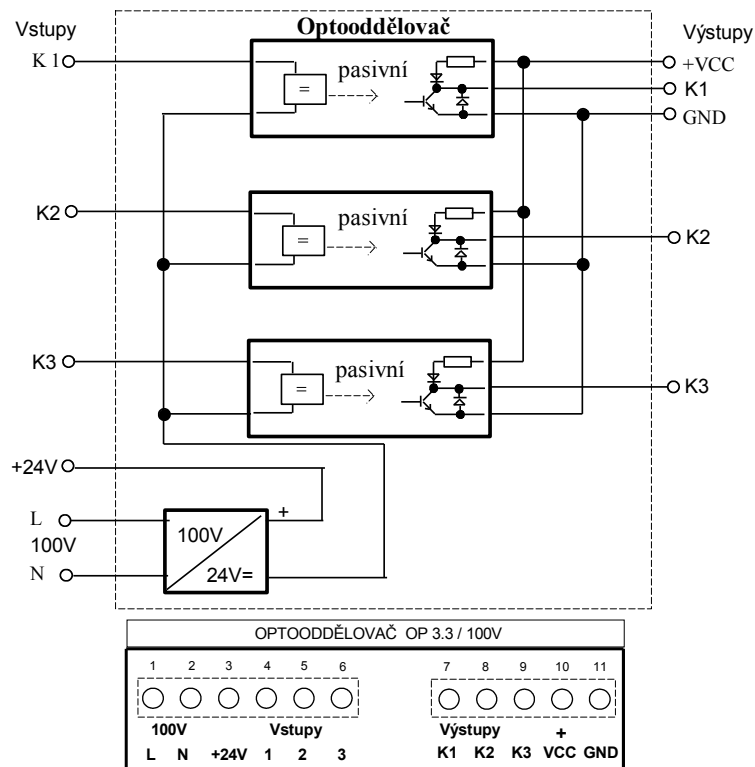 Vstupy
Optooddělovač
Výstupy
K 1
pasivní
=
+VCC
K1
GND
K2
pasivní
=
K2
K3
pasivní
=
K3
+24V
+
L
100V
100V
N
24V=
OPTOODDĚLOVAČ OP 3.3 / 100V
1 2 3 4 5 6 7 8 9 10 11
100V Vstupy Výstupy +
L N +24V 1 2 3 K1 K2 K3 VCC GND